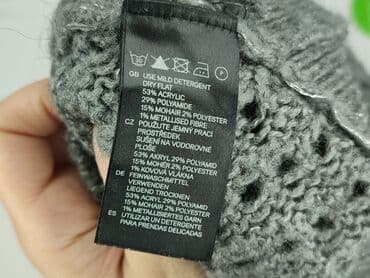 30
P
GB USE MILD DETERGENT
DRY FLAT
53% ACRYLIC
29% POLYAMIDE
15% MOHAIR 2% POLYESTER
1% METALLISED FIBRE
CZ POUŽIJTE JEMNÝ PRACÍ
PROSTŘEDEK
SUŠENÍ NA VODOROVNÉ
PLOŠE
53% AKRYL 29% POLYAMID
15% MOHÉR 2% POLYESTER
1% KOVOVÁ VLÁKNA
DE FEINWASCHMITTEL
VERWENDEN
LIEGEND TROCKNEN
53% ACRYL 29% POLYAMID
15% MOHAIR 2% POLYESTER
1% METALLISIERTES GARN
ES UTILIZAR UN DETERGENTE
PARA PRENDAS DELICADAS